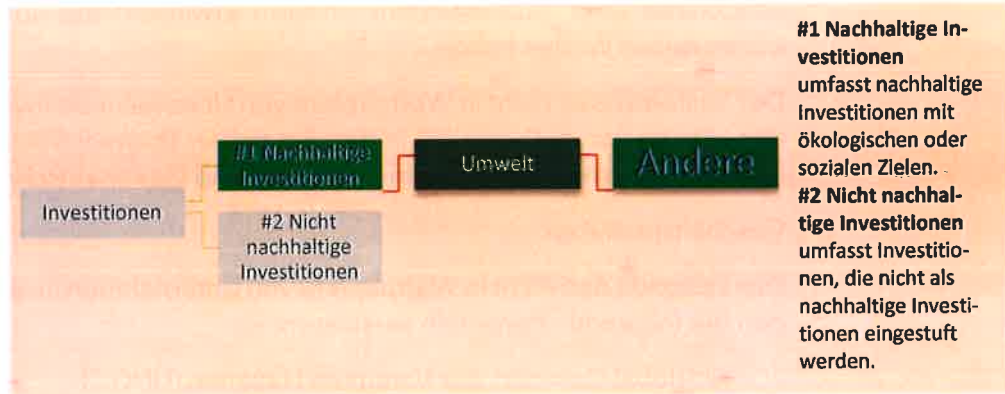 Investitionen
#1 Nachhaltige
Investitionen
#2 Nicht
nachhaltige
Investitionen
Umwelt
Andere
#1 Nachhaltige In-
vestitionen
umfasst nachhaltige
Investitionen mit
ökologischen oder
sozialen Zielen.
#2 Nicht nachhal-
tige Investitionen
umfasst Investitio-
nen, die nicht als
nachhaltige Investi-
tionen eingestuft
werden.